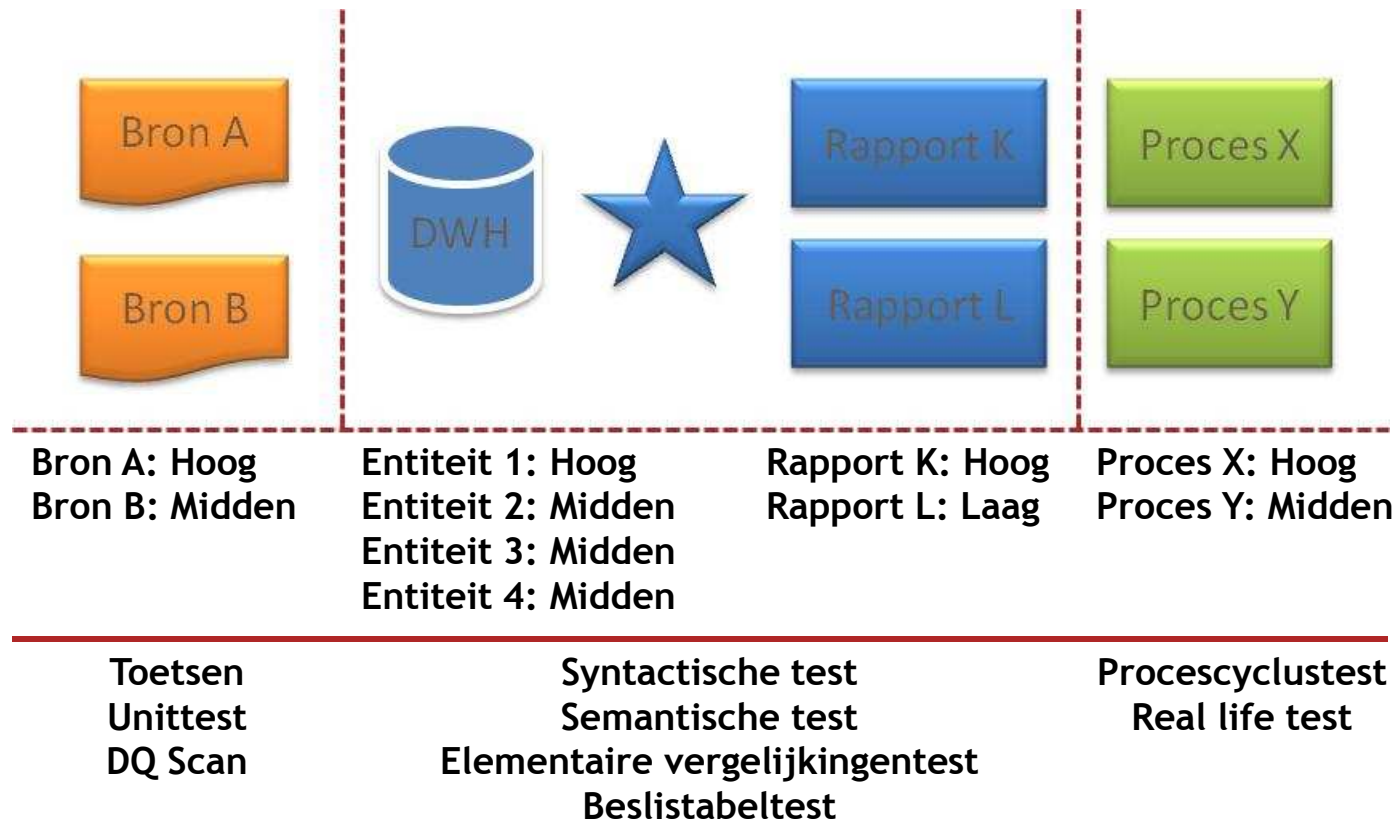 Bron A
Bron B
DWH
Rapport K
Rapport L
Proces X
Proces Y
Bron A: Hoog
Bron B: Midden
Entiteit 1: Hoog
Entiteit 2: Midden
Entiteit 3: Midden
Entiteit 4: Midden
Rapport K: Hoog
Rapport L: Laag
Proces X: Hoog
Proces Y: Midden
Toetsen
Unittest
DQ Scan
Syntactische test
Semantische test
Elementaire vergelijkingentest
Beslistabeltest
Procescyclustest
Real life test